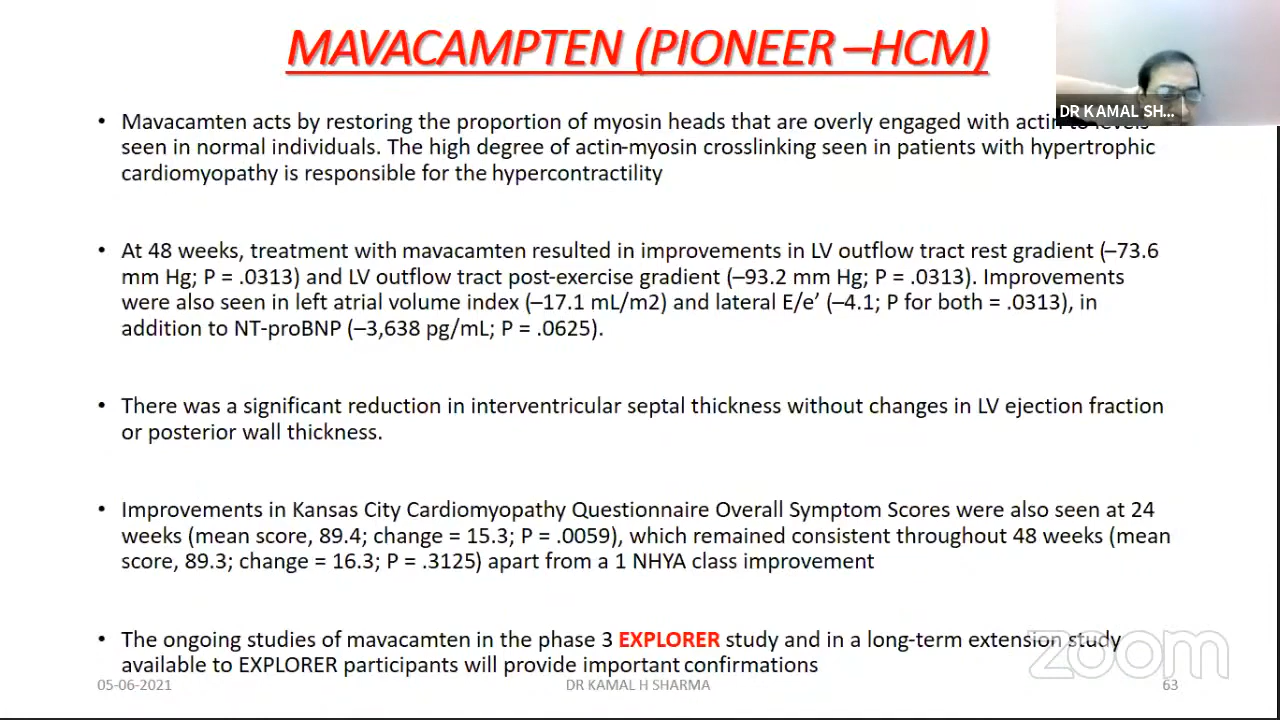 MAVACAMPTEN (PIONEER –HCM)
DR KAMAL SH...
• Mavacamten acts by restoring the proportion of myosin heads that are overly engaged with actin to levels
seen in normal individuals. The high degree of actin-myosin crosslinking seen in patients with hypertrophic
cardiomyopathy is responsible for the hypercontractility
• At 48 weeks, treatment with mavacamten resulted in improvements in LV outflow tract rest gradient (–73.6
mm Hg; P = .0313) and LV outflow tract post-exercise gradient (–93.2 mm Hg; P = .0313). Improvements
were also seen in left atrial volume index (–17.1 mL/m2) and lateral E/e’ (–4.1; P for both = .0313), in
addition to NT-proBNP (–3,638 pg/mL; P = .0625).
• There was a significant reduction in interventricular septal thickness without changes in LV ejection fraction
or posterior wall thickness.
• Improvements in Kansas City Cardiomyopathy Questionnaire Overall Symptom Scores were also seen at 24
weeks (mean score, 89.4; change = 15.3; P = .0059), which remained consistent throughout 48 weeks (mean
score, 89.3; change = 16.3; P = .3125) apart from a 1 NHYA class improvement
• The ongoing studies of mavacamten in the phase 3 EXPLORER study and in a long-term extension study
available to EXPLORER participants will provide important confirmations
zoom
05-06-2021
DR KAMAL H SHARMA
63